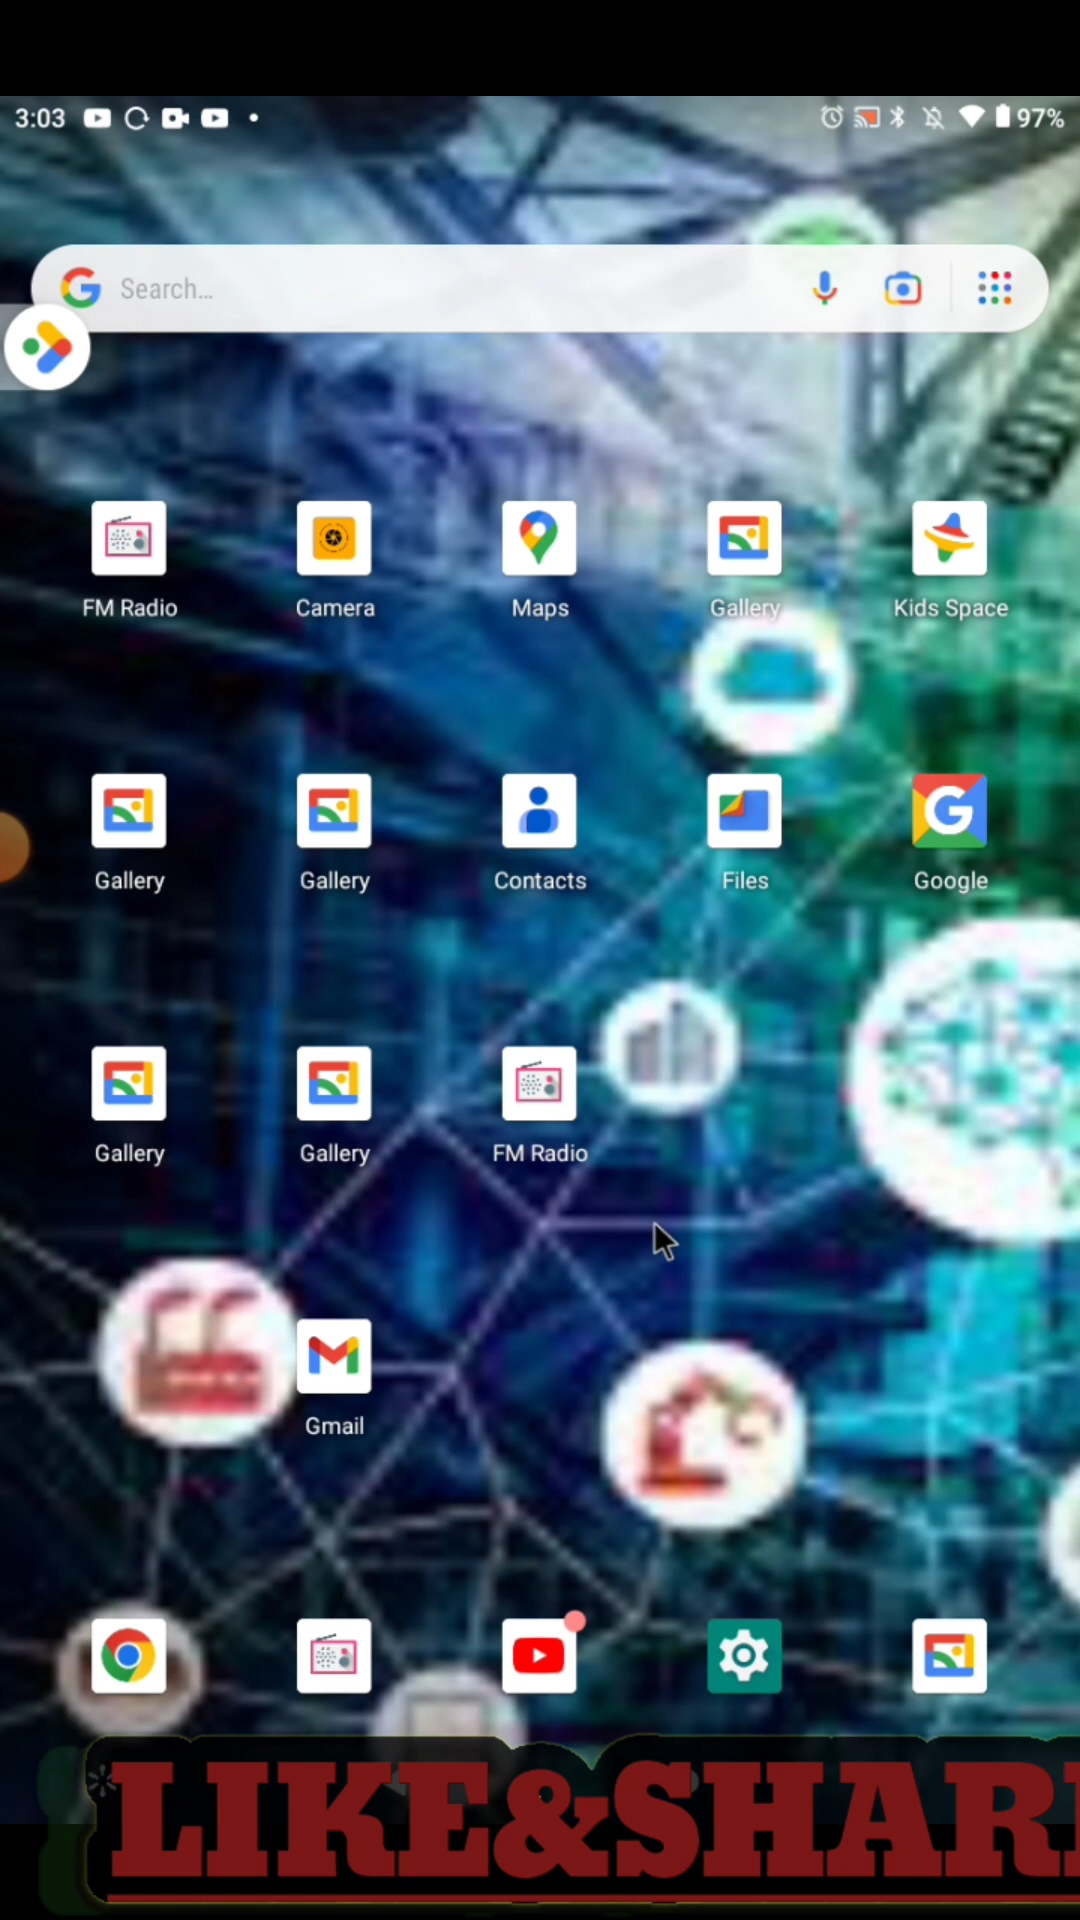 3:03
97%
Search...
FM Radio
Camera
Maps
Gallery
Kids Space
Gallery
Gallery
Contacts
Files
Google
Gallery
Gallery
FM Radio
Gmail
LIKE&SHAR